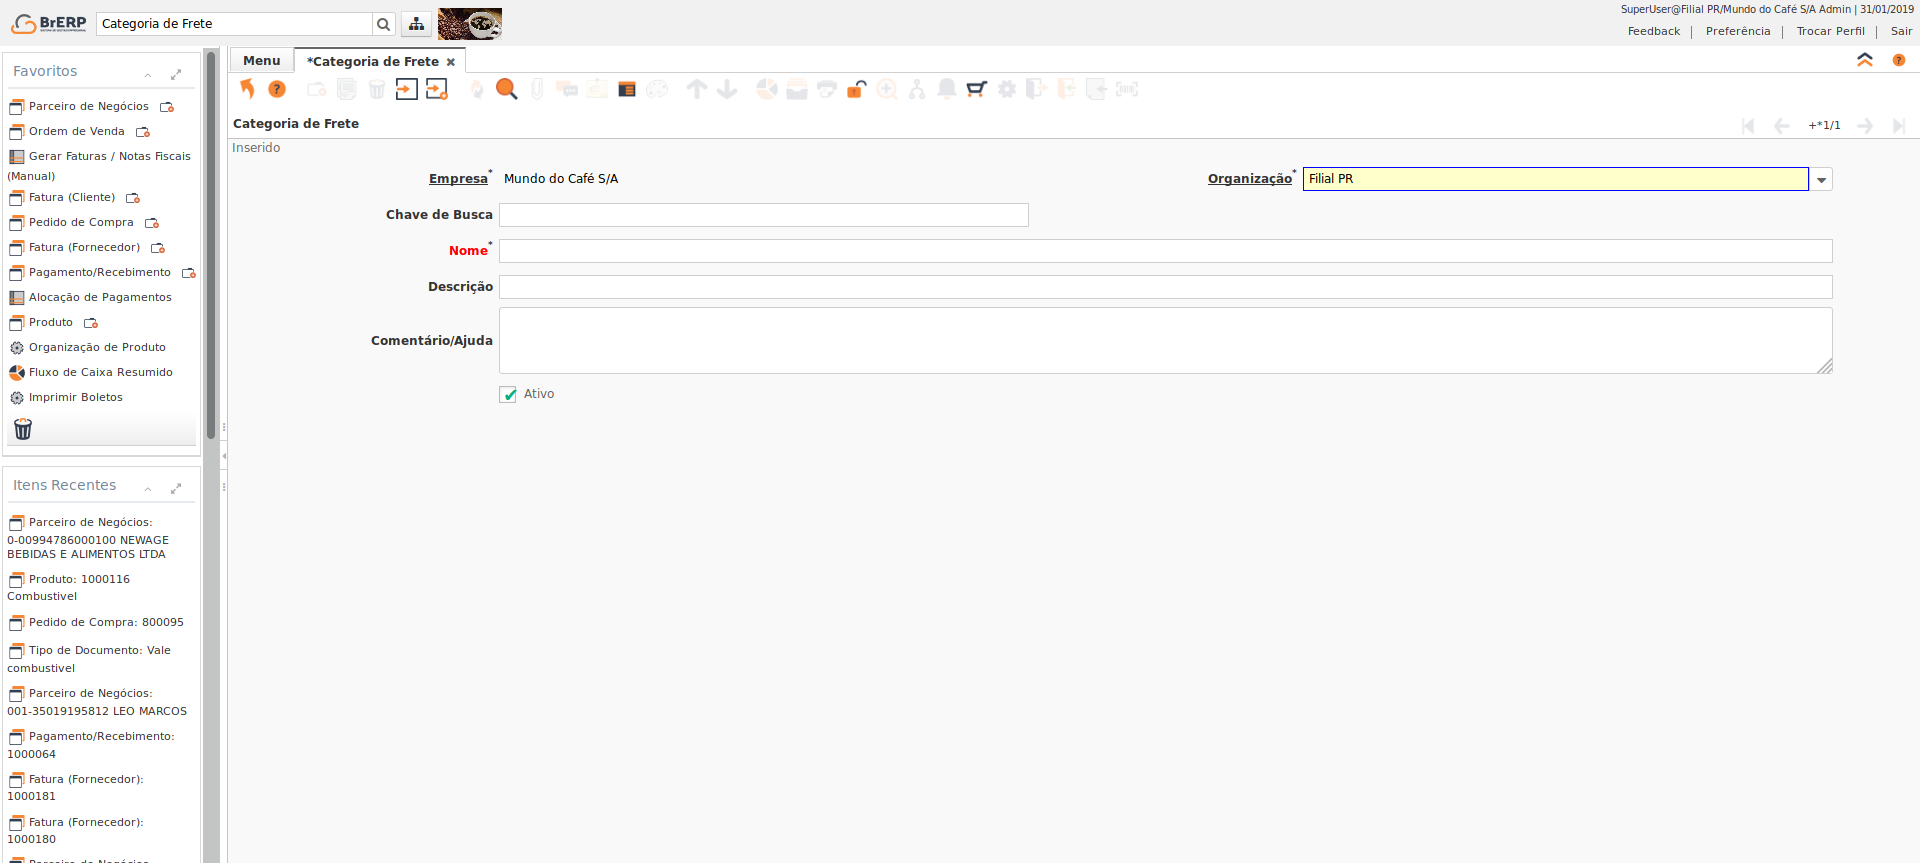 BrERP
Categoria de Frete
SuperUser@Filial PR/Mundo do Café S/A Admin | 31/01/2019
Feedback | Preferência | Trocar Perfil | Sair
Favoritos
Parceiro de Negócios
Ordem de Venda
Gerar Faturas / Notas Fiscais
(Manual)
Fatura (Cliente)
Pedido de Compra
Fatura (Fornecedor)
Pagamento/Recebimento
Alocação de Pagamentos
Produto
Organização de Produto
Fluxo de Caixa Resumido
Imprimir Boletos
Itens Recentes
Parceiro de Negócios:
0-00994786000100 NEWAGE
BEBIDAS E ALIMENTOS LTDA
Produto: 1000116
Combustivel
Pedido de Compra: 800095
Tipo de Documento: Vale
combustivel
Parceiro de Negócios:
001-35019195812 LEO MARCOS
Pagamento/Recebimento:
1000064
Fatura (Fornecedor):
1000181
Fatura (Fornecedor):
1000180
Menu
*Categoria de Frete
Categoria de Frete
+*1/1
Inserido
Empresa* Mundo do Café S/A
Organização* Filial PR
Chave de Busca
Nome*
Descrição
Comentário/Ajuda
Ativo